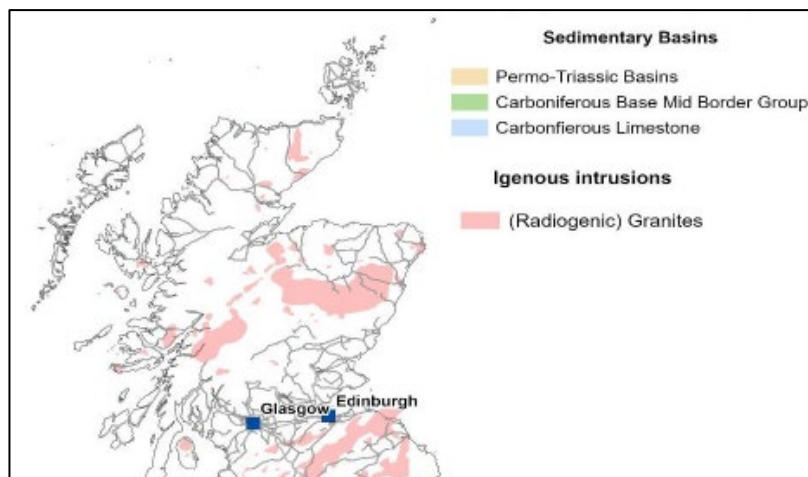 Sedimentary Basins
Permo-Triassic Basins
Carboniferous Base Mid Border Group
Carbonfierous Limestone
Igenous intrusions
(Radiogenic) Granites
Glasgow
Edinburgh